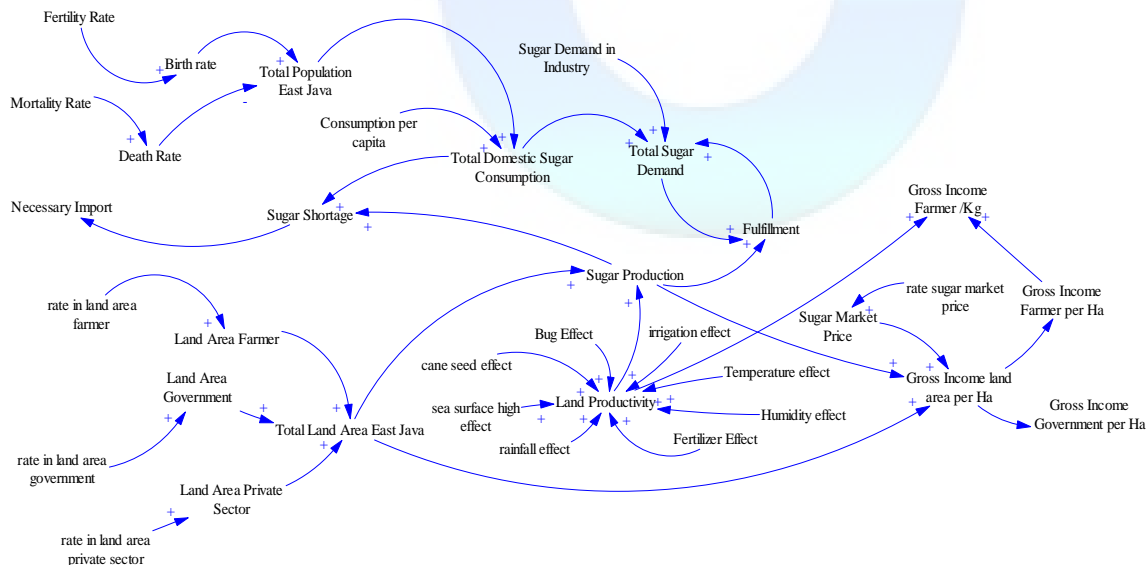 Fertility Rate
Birth rate
Total Population
East Java
Mortality Rate
Death Rate
Sugar Demand in
Industry
Consumption per
capita
Total Domestic Sugar
Consumption
Total Sugar
Demand
Necessary Import
Sugar Shortage
Fulfillment
Gross Income
Farmer /Kg
Sugar Production
rate in land area
farmer
Land Area Farmer
Bug Effect
irrigation effect
rate sugar market
price
Sugar Market
Price
Gross Income
Farmer per Ha
cane seed effect
Temperature effect
Land Area
Government
Land Productivity
Gross Income land
area per Ha
sea surface high
effect
Humidity effect
Gross Income
Government per Ha
Total Land Area East Java
rainfall effect
Fertilizer Effect
rate in land area
government
Land Area Private
Sector
rate in land area
private sector